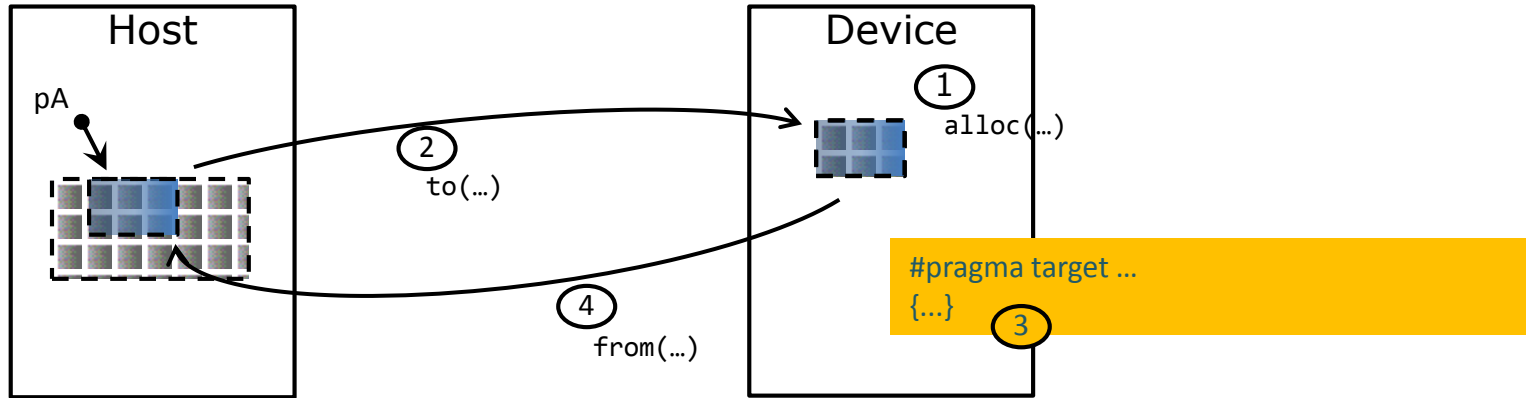 Host
Device
pA
1
alloc(…)
2
to(…)
#pragma target ...
{...}
3
4
from(…)